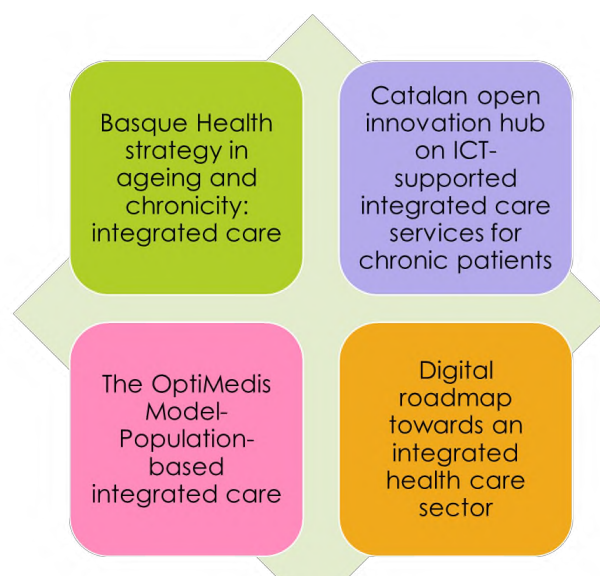 Basque Health
strategy in
ageing and
chronicity:
integrated care
Catalan open
innovation hub
on ICT-
supported
integrated care
services for
chronic patients
The OptiMedis
Model-
Population-
based
integrated care
Digital
roadmap
towards an
integrated
health care
sector